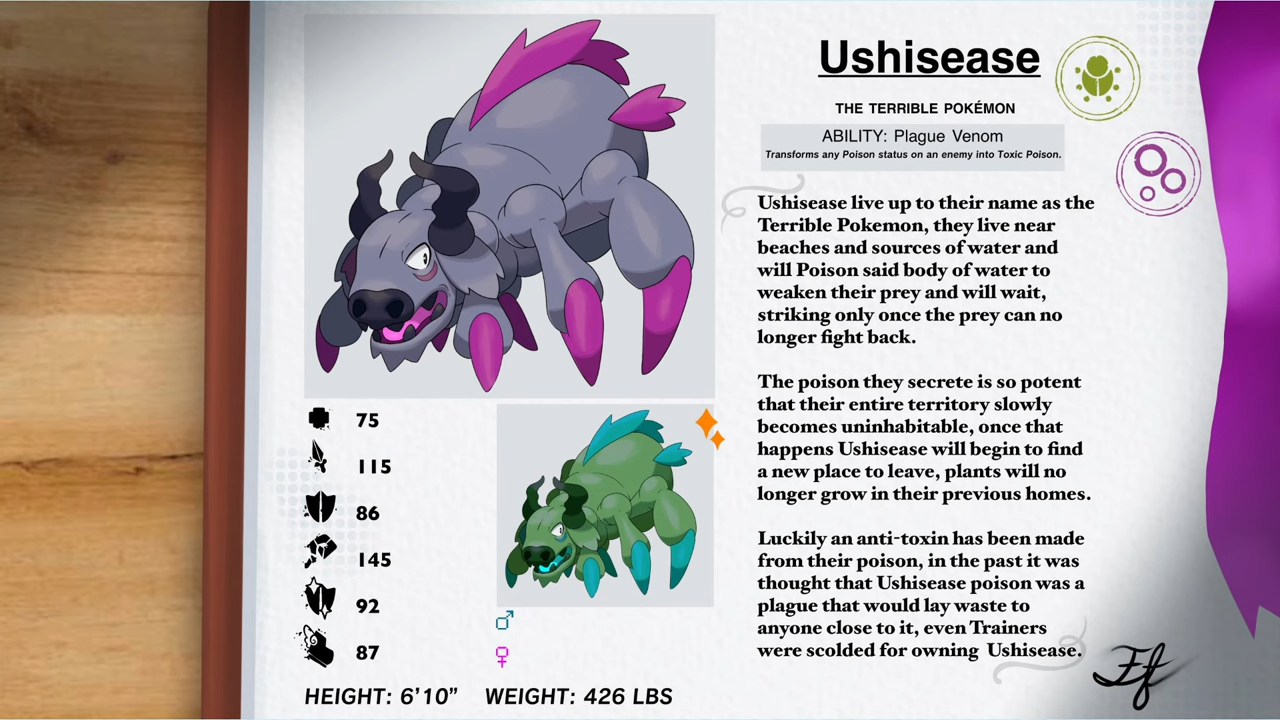 Ushisease
THE TERRIBLE POKÉMON
ABILITY: Plague Venom
Transforms any Poison status on an enemy into Toxic Poison.
Ushisease live up to their name as the
Terrible Pokemon, they live near
beaches and sources of water and
will Poison said body of water to
weaken their prey and will wait,
striking only once the prey can no
longer fight back.
The poison they secrete is so potent
that their entire territory slowly
becomes uninhabitable, once that
happens Ushisease will begin to find
a new place to leave, plants will no
longer grow in their previous homes.
Luckily an anti-toxin has been made
from their poison, in the past it was
thought that Ushisease poison was a
plague that would lay waste to
anyone close to it, even Trainers
were scolded for owning Ushisease.
75
115
86
145
92
87
HEIGHT: 6'10” WEIGHT: 426 LBS